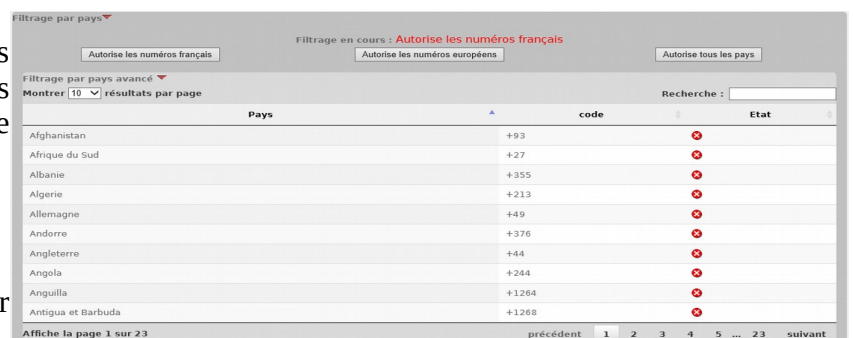 Filtrage par pays
Filtrage en cours : Autorise les numéros français
Autorise les numéros français Autorise les numéros européens Autorise tous les pays
Filtrage par pays avancé
Montrer 10 résultats par page Recherche :
Pays code Etat
Afghanistan +93
Afrique du Sud +27
Albanie +355
Algerie +213
Allemagne +49
Andorre +376
Angleterre +44
Angola +244
Anguilla +1264
Antigua et Barbuda +1268
Affiche la page 1 sur 23 précédent 1 2 3 4 5 ... 23 suivant